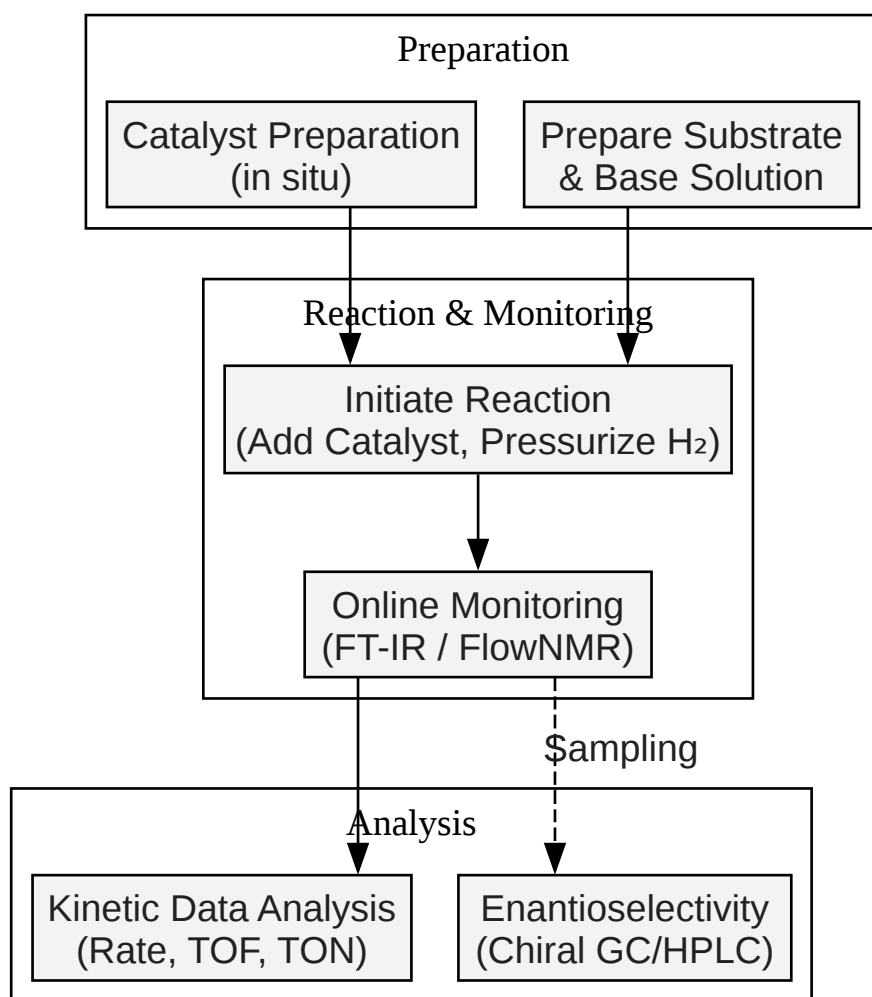 Preparation
Catalyst Preparation
(in situ)
Prepare Substrate
& Base Solution
Reaction & Monitoring
Initiate Reaction
(Add Catalyst, Pressurize H₂)
Online Monitoring
(FT-IR / FlowNMR)
Sampling
Analysis
Kinetic Data Analysis
(Rate, TOF, TON)
Enantioselectivity
(Chiral GC/HPLC)